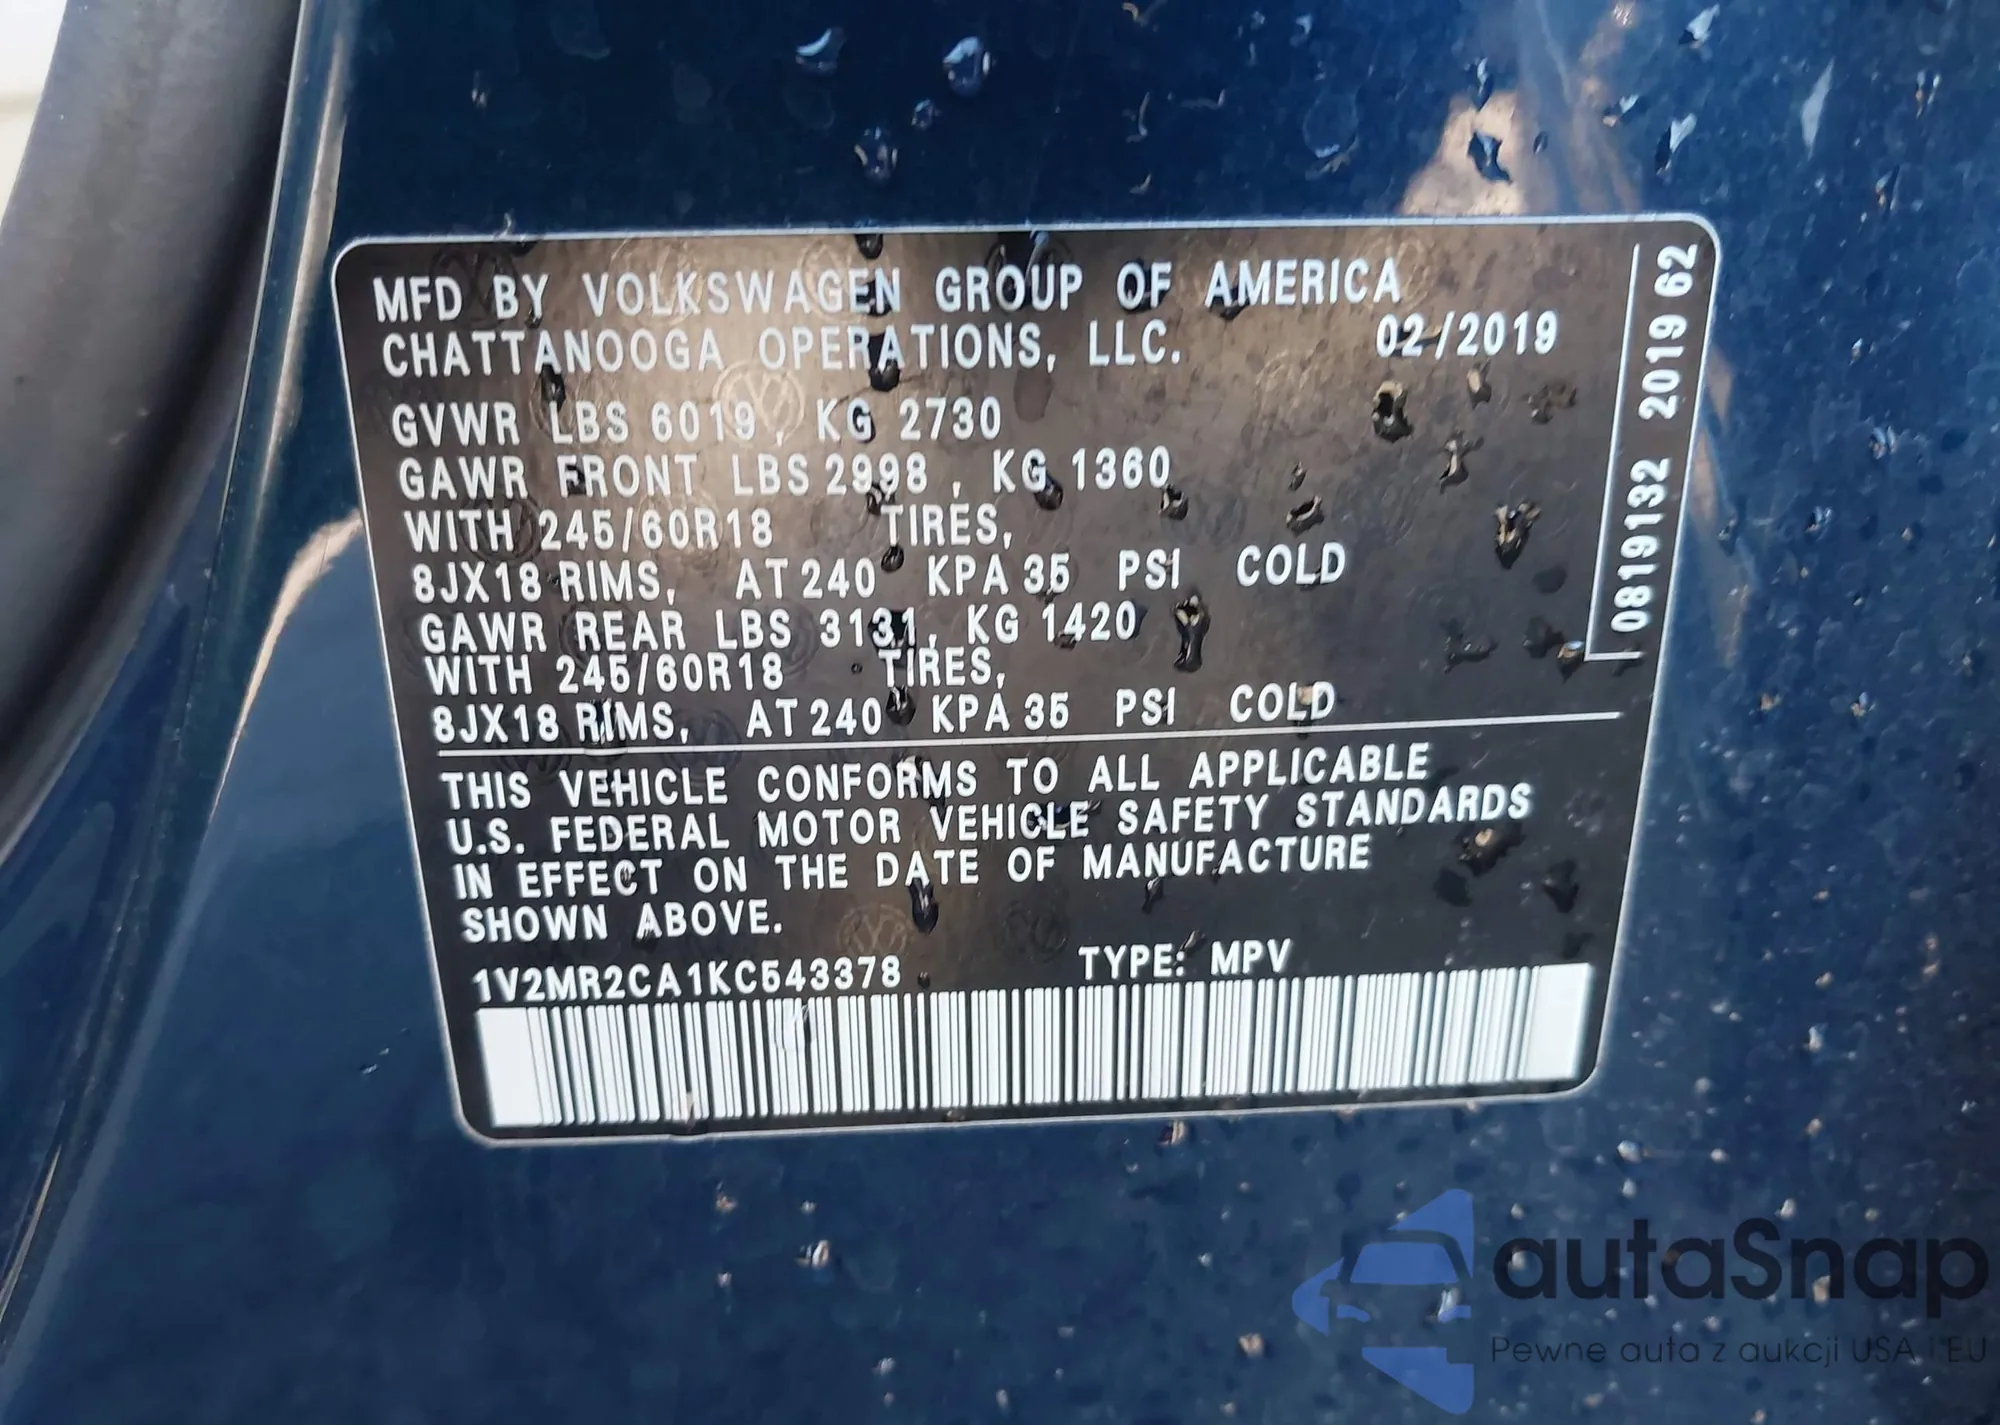 MFD BY VOLKSWAGEN GROUP OF AMERICA
CHATTANOOGA OPERATIONS, LLC. 02/2019
GVWR LBS 6019, KG 2730
GAWR FRONT LBS 2998 , KG 1360
WITH 245/60R18 TIRES,
8JX18 RIMS, AT 240 KPA 35 PSI COLD
GAWR REAR LBS 3131, KG 1420
WITH 245/60R18 TIRES,
8JX18 RIMS, AT 240 KPA 35 PSI COLD
THIS VEHICLE CONFORMS TO ALL APPLICABLE
U.S. FEDERAL MOTOR VEHICLE SAFETY STANDARDS
IN EFFECT ON THE DATE OF MANUFACTURE
SHOWN ABOVE.
1V2MR2CA1KC543378 TYPE: MPV
0819132 2019 62
autaSnap
Pewne auta z aukcji USA i EU